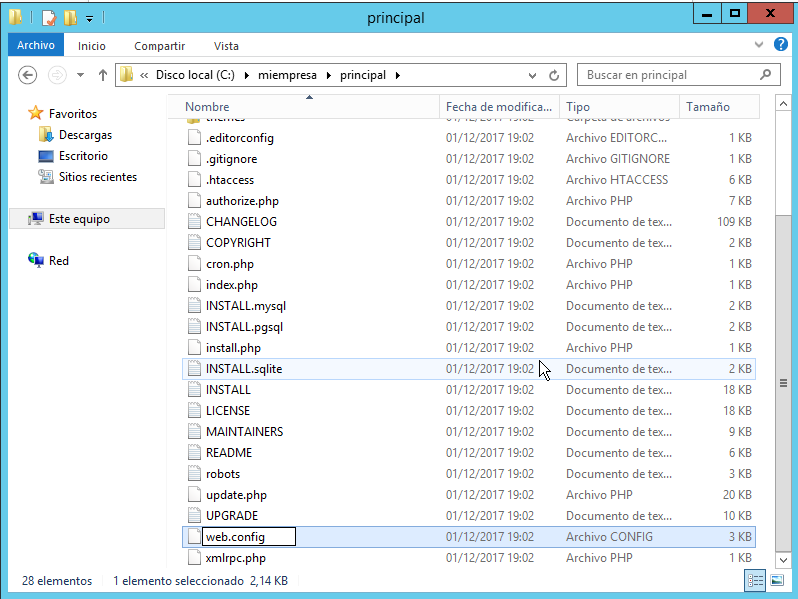 principal
Archivo Inicio Compartir Vista
« Disco local (C:) miempresa principal Buscar en principal
Nombre Fecha de modifica... Tipo Tamaño
themes 01/12/2017 19:02 Carpeta de archivos
.editorconfig 01/12/2017 19:02 Archivo EDITORC... 1 KB
.gitignore 01/12/2017 19:02 Archivo GITIGNORE 1 KB
.htaccess 01/12/2017 19:02 Archivo HTACCESS 6 KB
authorize.php 01/12/2017 19:02 Archivo PHP 7 KB
CHANGELOG 01/12/2017 19:02 Documento de tex... 109 KB
COPYRIGHT 01/12/2017 19:02 Documento de tex... 2 KB
cron.php 01/12/2017 19:02 Archivo PHP 1 KB
index.php 01/12/2017 19:02 Archivo PHP 1 KB
INSTALL.mysql 01/12/2017 19:02 Documento de tex... 2 KB
INSTALL.pgsql 01/12/2017 19:02 Documento de tex... 2 KB
install.php 01/12/2017 19:02 Archivo PHP 1 KB
INSTALL.sqlite 01/12/2017 19:02 Documento de tex... 2 KB
INSTALL 01/12/2017 19:02 Documento de tex... 18 KB
LICENSE 01/12/2017 19:02 Documento de tex... 18 KB
MAINTAINERS 01/12/2017 19:02 Documento de tex... 9 KB
README 01/12/2017 19:02 Documento de tex... 6 KB
robots 01/12/2017 19:02 Documento de tex... 3 KB
update.php 01/12/2017 19:02 Archivo PHP 20 KB
UPGRADE 01/12/2017 19:02 Documento de tex... 10 KB
web.config 01/12/2017 19:02 Archivo CONFIG 3 KB
xmlrpc.php 01/12/2017 19:02 Archivo PHP 1 KB
Favoritos
Descargas
Escritorio
Sitios recientes
Este equipo
Red
28 elementos 1 elemento seleccionado 2,14 KB